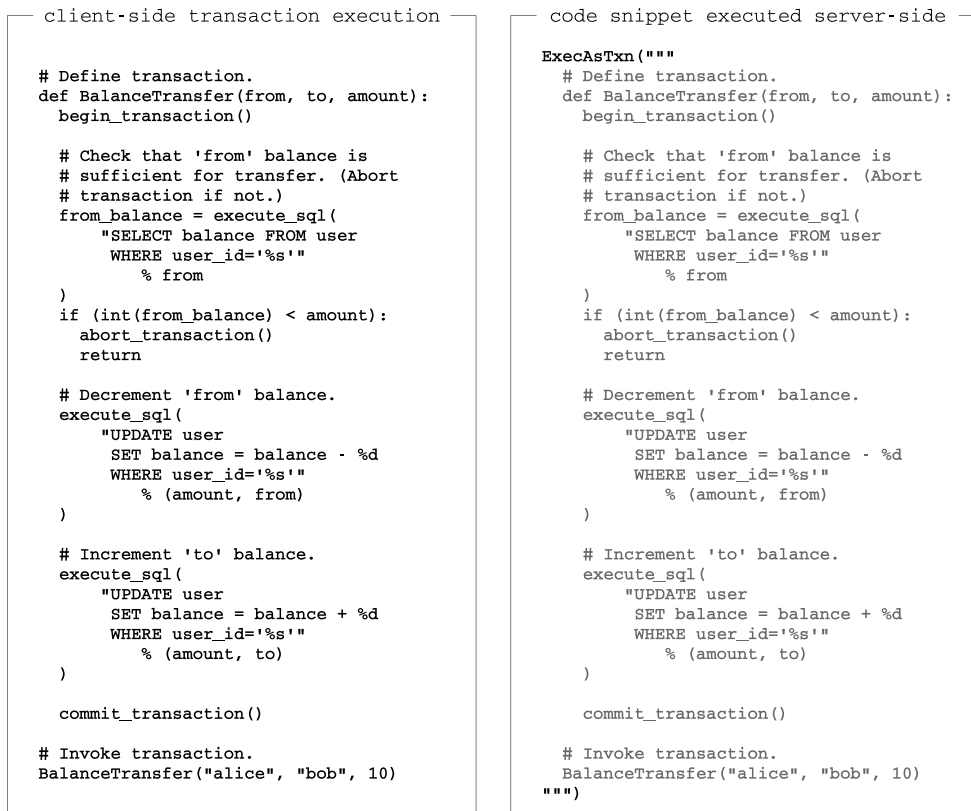 client-side transaction execution
# Define transaction.
def BalanceTransfer(from, to, amount):
  begin_transaction()

  # Check that 'from' balance is
  # sufficient for transfer. (Abort
  # transaction if not.)
  from_balance = execute_sql(
      "SELECT balance FROM user
       WHERE user_id='%s'"
          % from
  )
  if (int(from_balance) < amount):
    abort_transaction()
    return

  # Decrement 'from' balance.
  execute_sql(
      "UPDATE user
       SET balance = balance - %d
       WHERE user_id='%s'"
          % (amount, from)
  )

  # Increment 'to' balance.
  execute_sql(
      "UPDATE user
       SET balance = balance + %d
       WHERE user_id='%s'"
          % (amount, to)
  )

  commit_transaction()

# Invoke transaction.
BalanceTransfer("alice", "bob", 10)
code snippet executed server-side
ExecAsTxn("""
  # Define transaction.
  def BalanceTransfer(from, to, amount):
    begin_transaction()

    # Check that 'from' balance is
    # sufficient for transfer. (Abort
    # transaction if not.)
    from_balance = execute_sql(
        "SELECT balance FROM user
         WHERE user_id='%s'"
            % from
    )
    if (int(from_balance) < amount):
      abort_transaction()
      return

    # Decrement 'from' balance.
    execute_sql(
        "UPDATE user
         SET balance = balance - %d
         WHERE user_id='%s'"
            % (amount, from)
    )

    # Increment 'to' balance.
    execute_sql(
        "UPDATE user
         SET balance = balance + %d
         WHERE user_id='%s'"
            % (amount, to)
    )

    commit_transaction()

  # Invoke transaction.
  BalanceTransfer("alice", "bob", 10)
""")